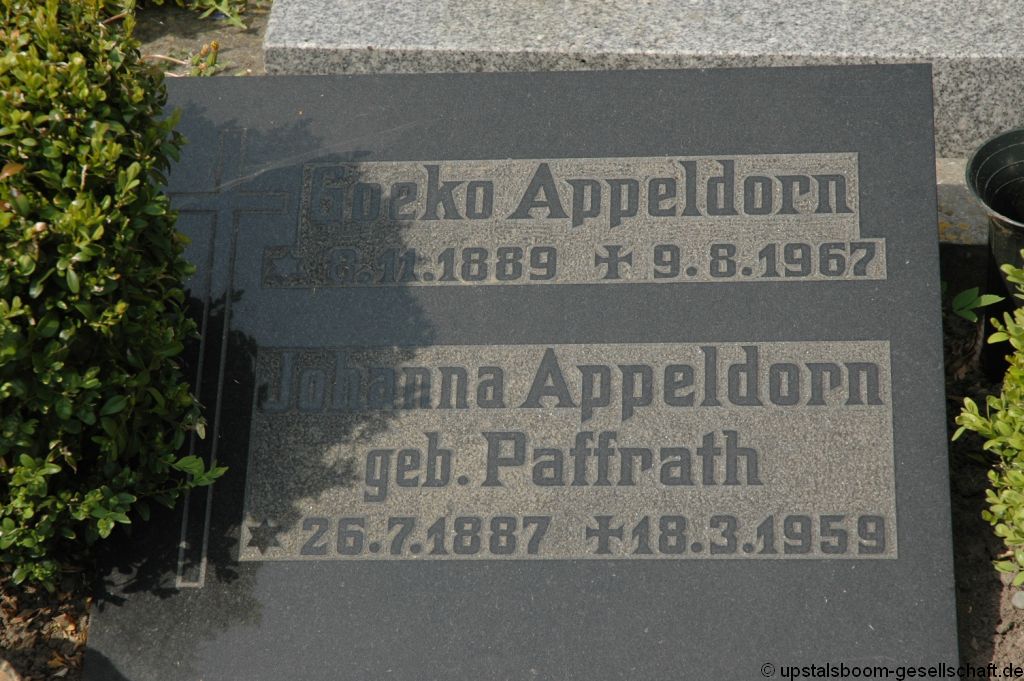 Goeko Appeldorn
* 8.11.1889 ✝ 9.8.1967
Johanna Appeldorn
geb. Paffrath
* 26.7.1887 ✝ 18.3.1959
© upstalsboom-gesellschaft.de